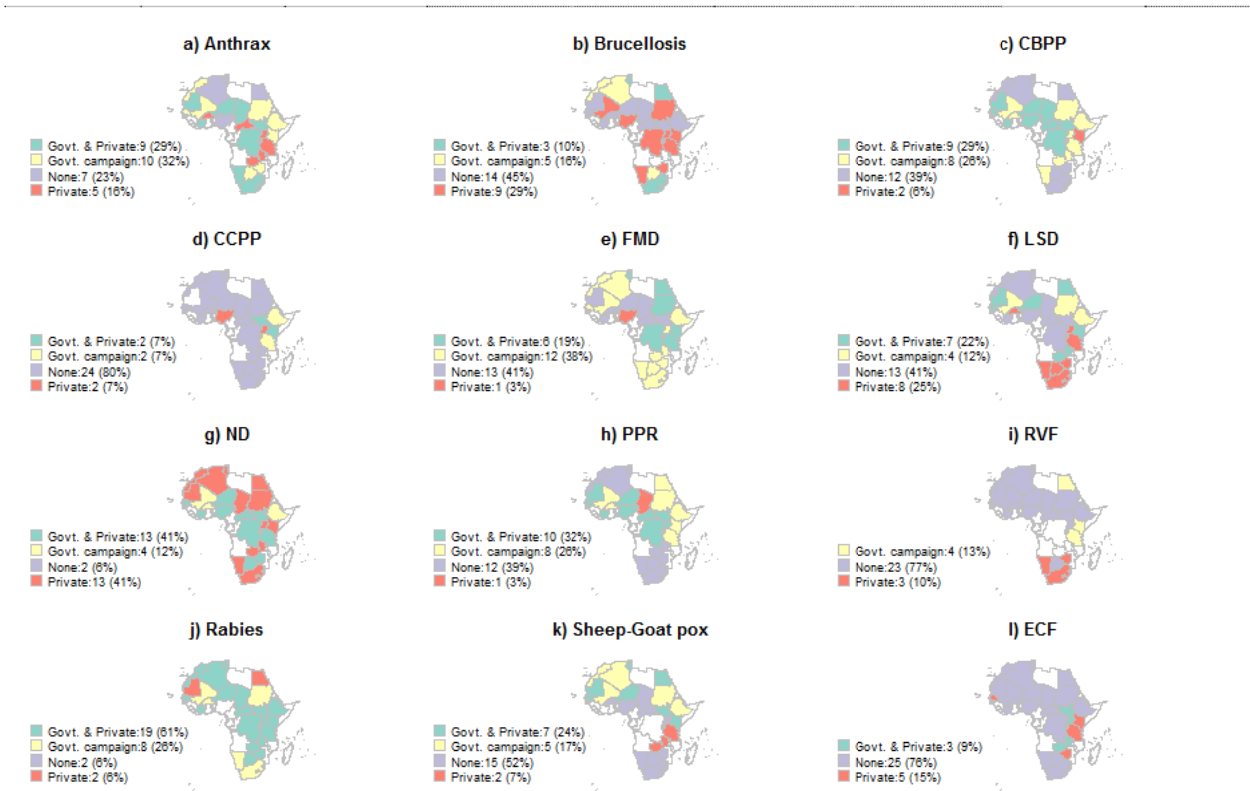 a) Anthrax
Govt. & Private:9 (29%)
Govt. campaign:10 (32%)
None:7 (23%)
Private:5 (16%)
b) Brucellosis
Govt. & Private:3 (10%)
Govt. campaign:5 (16%)
None:14 (45%)
Private:9 (29%)
c) CBPP
Govt. & Private:9 (29%)
Govt. campaign:8 (26%)
None:12 (39%)
Private:2 (6%)
d) CCPP
Govt. & Private:2 (7%)
Govt. campaign:2 (7%)
None:24 (80%)
Private:2 (7%)
e) FMD
Govt. & Private:6 (19%)
Govt. campaign:12 (38%)
None:13 (41%)
Private:1 (3%)
f) LSD
Govt. & Private:7 (22%)
Govt. campaign:4 (12%)
None:13 (41%)
Private:8 (25%)
g) ND
Govt. & Private:13 (41%)
Govt. campaign:4 (12%)
None:2 (6%)
Private:13 (41%)
h) PPR
Govt. & Private:10 (32%)
Govt. campaign:8 (26%)
None:12 (39%)
Private:1 (3%)
i) RVF
Govt. campaign:4 (13%)
None:23 (77%)
Private:3 (10%)
j) Rabies
Govt. & Private:19 (61%)
Govt. campaign:8 (26%)
None:2 (6%)
Private:2 (6%)
k) Sheep-Goat pox
Govt. & Private:7 (24%)
Govt. campaign:5 (17%)
None:15 (52%)
Private:2 (7%)
l) ECF
Govt. & Private:3 (9%)
None:25 (76%)
Private:5 (15%)